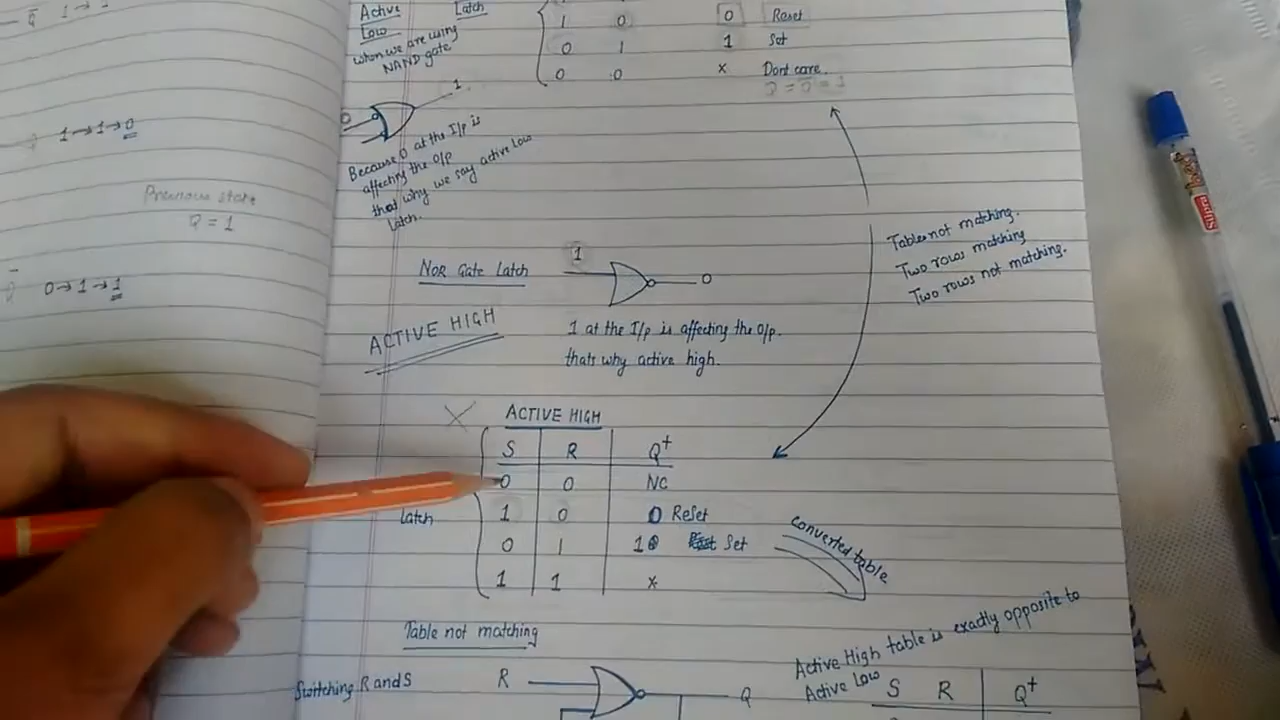 Q̄ 1→1
1→1→0
Previous state
Q = 1
Q̄ 0→1→1
Active Latch
Low
when we are using
NAND gate
1 0 0 Reset
0 1 1 Set
0 0 x Dont care.
Q = Q̄ = 1
0 1
Because 0 at the I/p is
affecting the O/p
that why we say active low
latch.
NOR Gate Latch 1 0
ACTIVE HIGH
1 at the I/p is affecting the O/p.
thats why active high.
Table not matching.
Two rows matching
Two rows not matching.
ACTIVE HIGH
S R Q+
0 0 NC
Latch 1 0 0 Reset
0 1 1 Set
1 1 x
Converted table
Table not matching
Switching R and S R Q
Active High table is exactly opposite to
Active Low
S R Q+